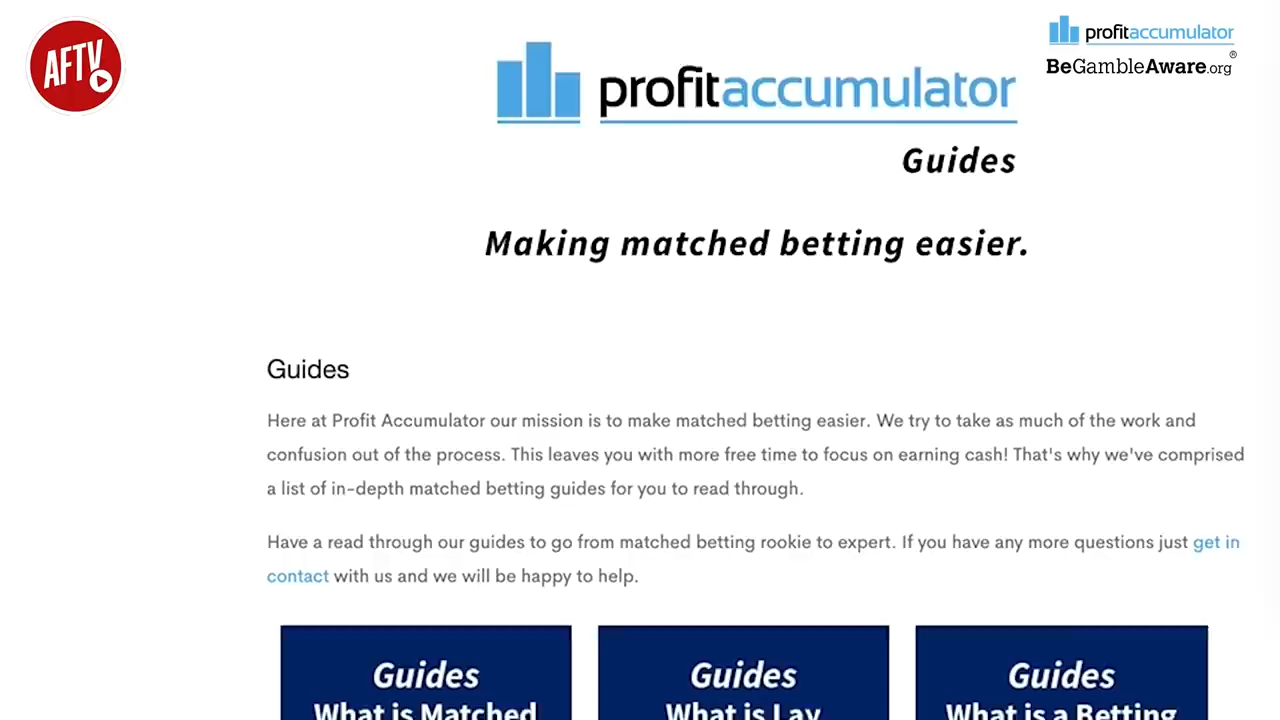 AFTV
profitaccumulator
BeGambleAware.org®
profitaccumulator
Guides
Making matched betting easier.
Guides
Here at Profit Accumulator our mission is to make matched betting easier. We try to take as much of the work and
confusion out of the process. This leaves you with more free time to focus on earning cash! That's why we've comprised
a list of in-depth matched betting guides for you to read through.
Have a read through our guides to go from matched betting rookie to expert. If you have any more questions just get in
contact with us and we will be happy to help.
Guides
What is Matched
Guides
What is Lay
Guides
What is a Betting